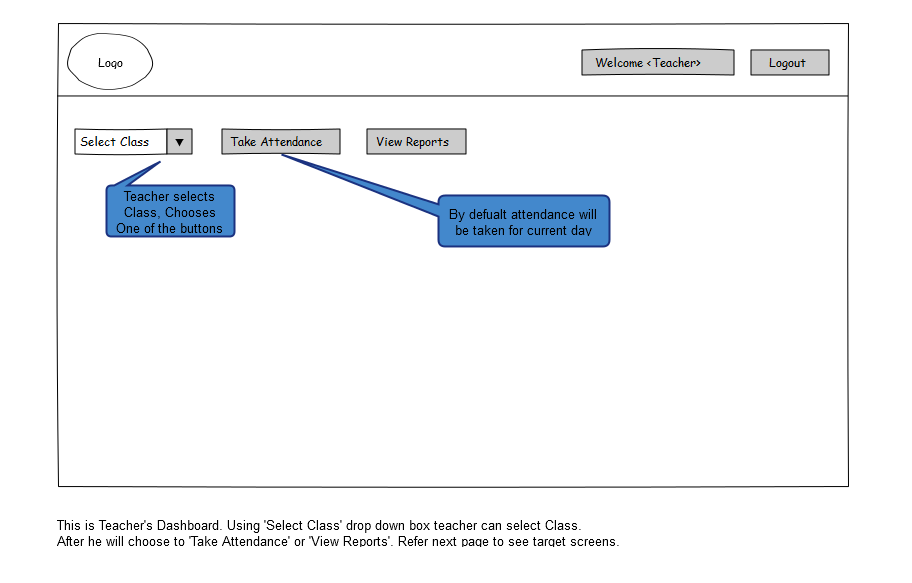 Logo
Welcome <Teacher>
Logout
Select Class
Take Attendance
View Reports
Teacher selects
Class, Chooses
One of the buttons
By defualt attendance will
be taken for current day
This is Teacher's Dashboard. Using 'Select Class' drop down box teacher can select Class.
After he will choose to 'Take Attendance' or 'View Reports'. Refer next page to see target screens.